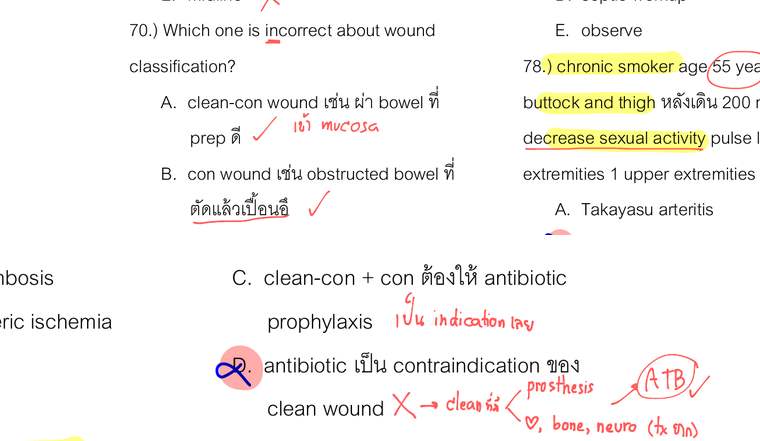 70.) Which one is incorrect about wound
classification?
A. clean-con wound เช่น ผ่า bowel ที่
prep ดี เข้า mucosa
B. con wound เช่น obstructed bowel ที่
ตัดแล้วเปื้อนอึ
E. observe
78.) chronic smoker age 55 yea
buttock and thigh หลังเดิน 200
decrease sexual activity pulse
extremities 1 upper extremities
A. Takayasu arteritis
mbosis
eric ischemia
C. clean-con + con ต้องให้ antibiotic
prophylaxis เป็น indication เลย
D. antibiotic เป็น contraindication ของ
clean wound X → clean ที่มี
prosthesis
♡, bone, neuro (tx ยาก)
ATB